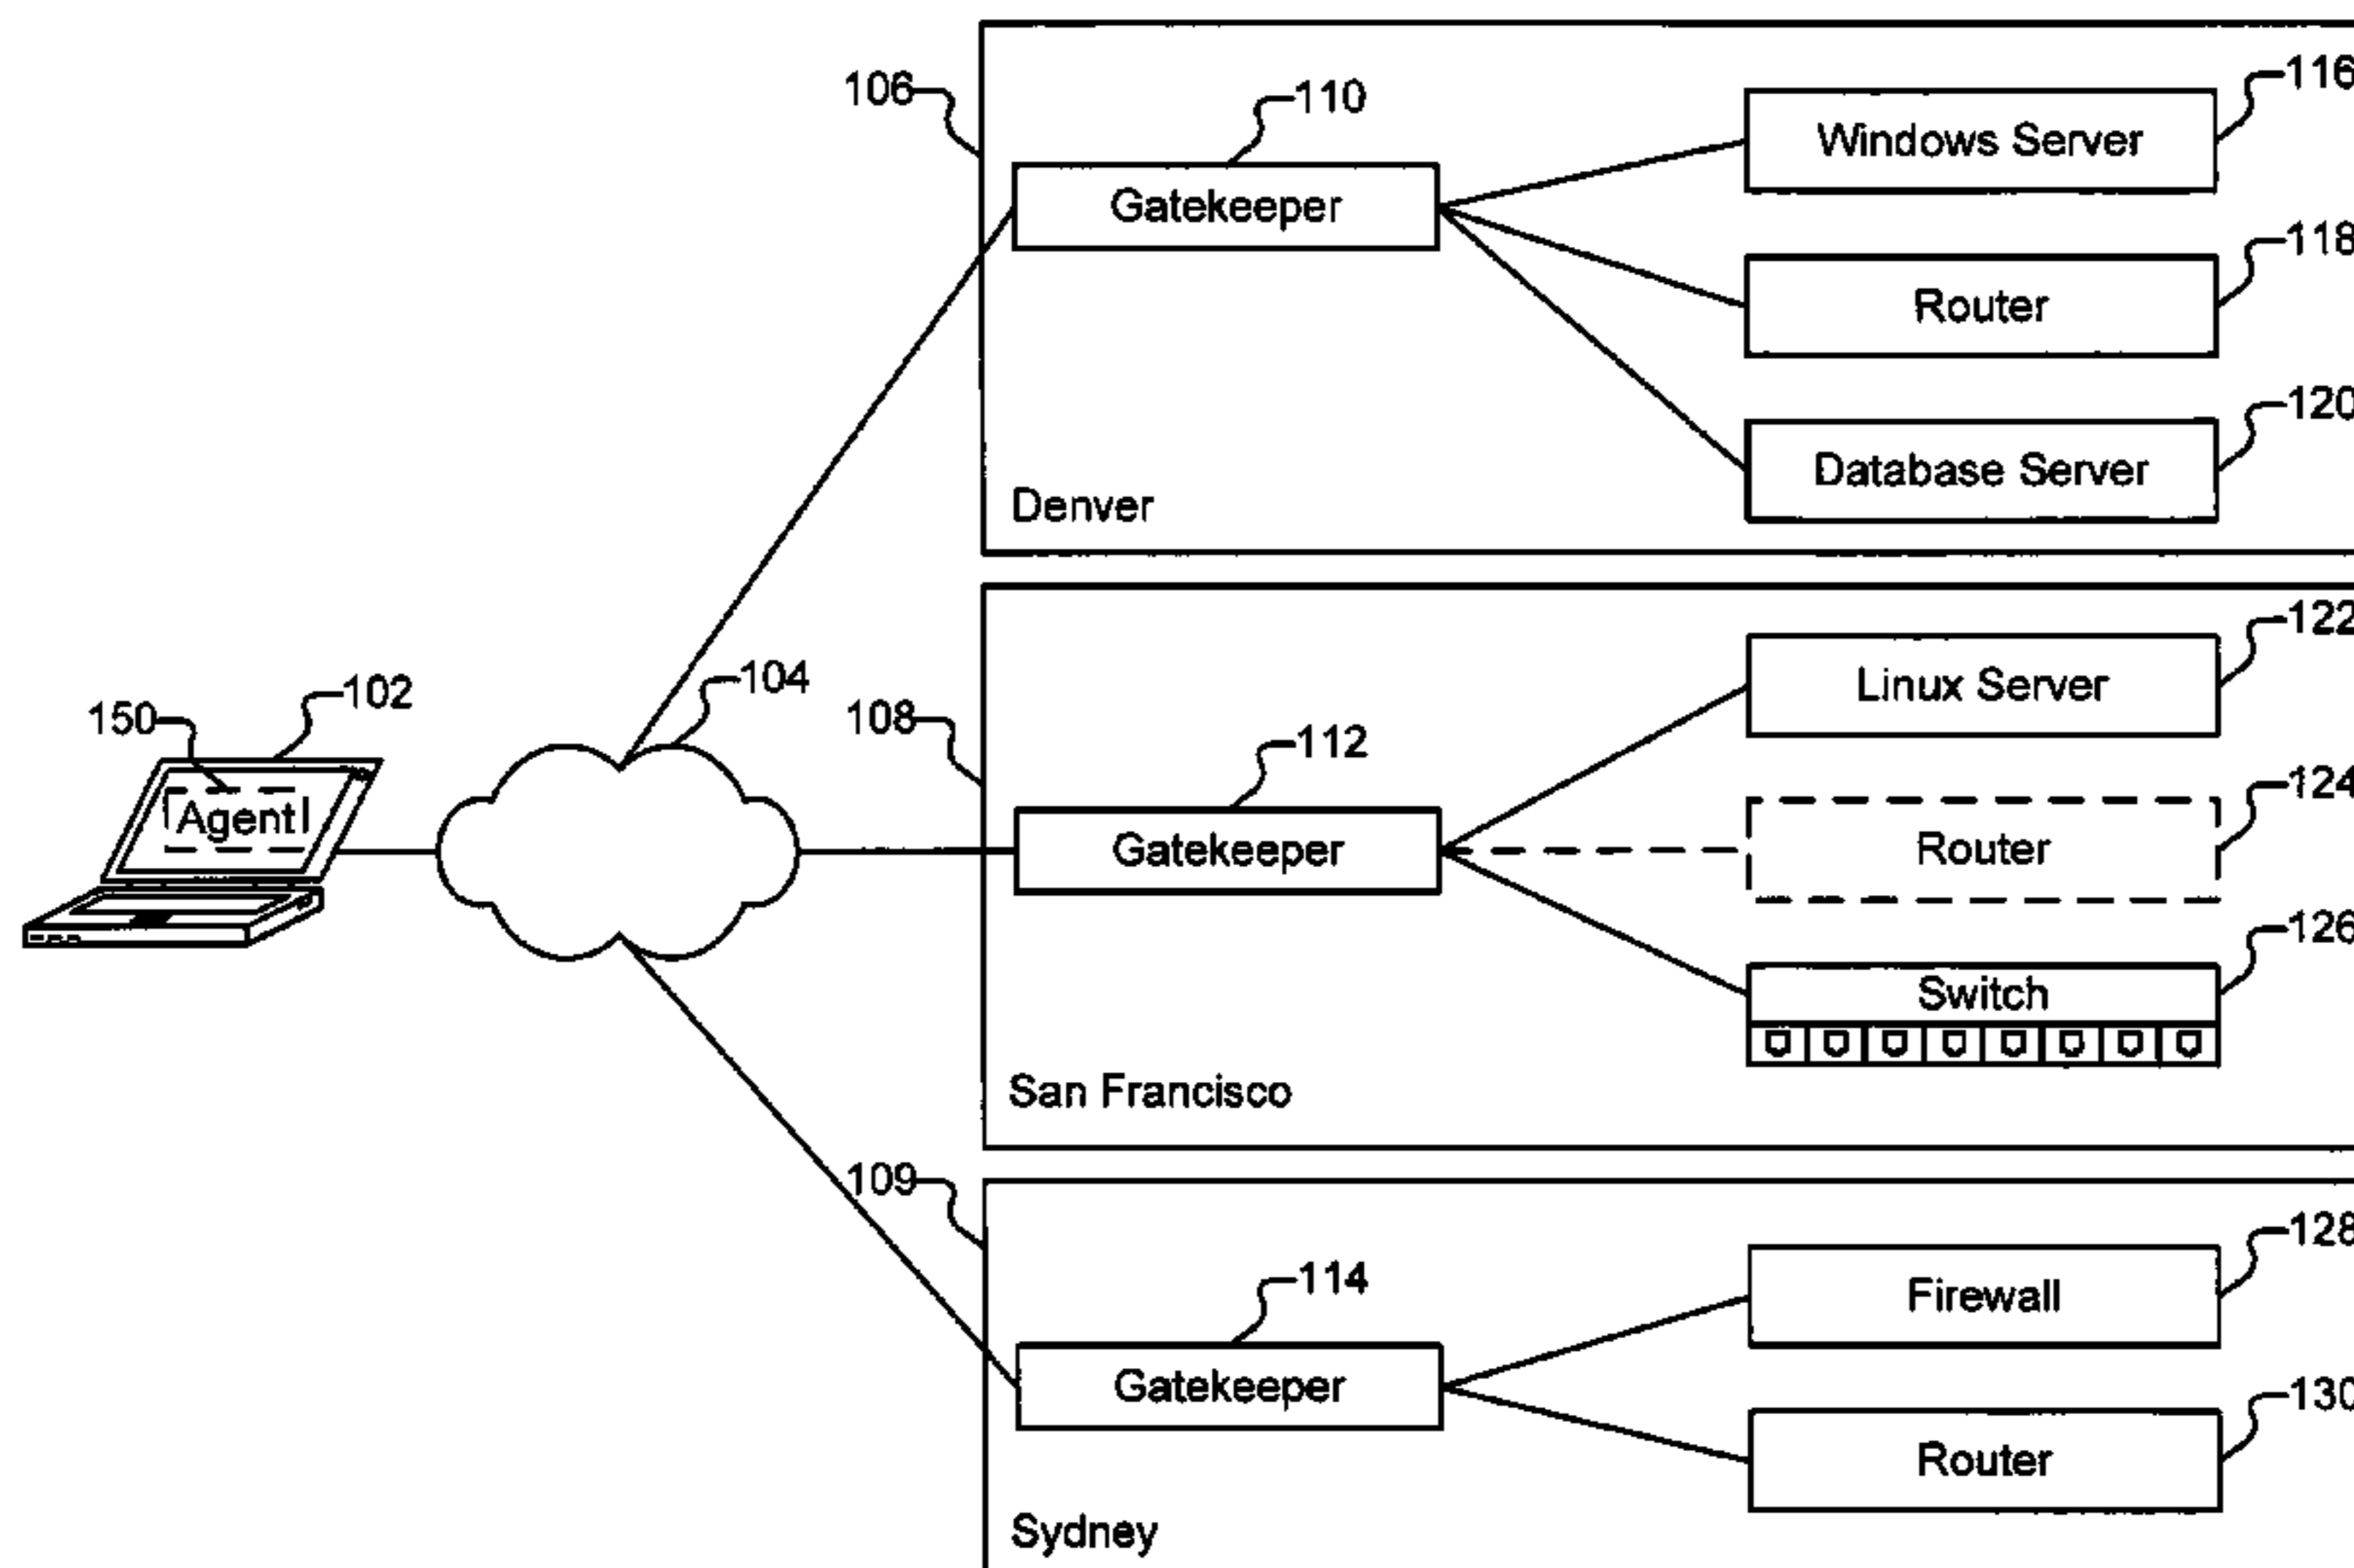 106
110
116
Windows Server
Gatekeeper
118
Router
120
Database Server
Denver
122
Linux Server
104
102
150
108
112
124
Agent
Gatekeeper
Router
126
Switch
San Francisco
109
128
114
Firewall
Gatekeeper
130
Router
Sydney